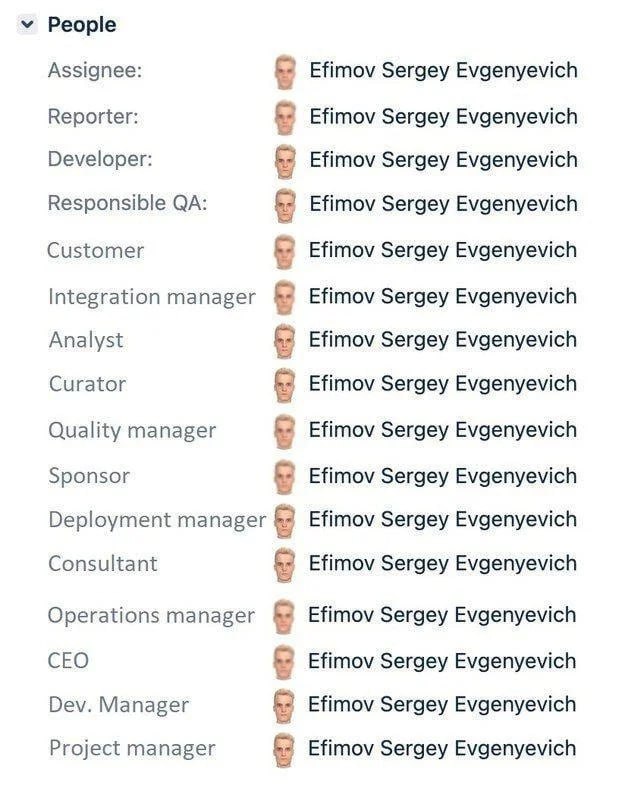 People
Assignee: Efimov Sergey Evgenyevich
Reporter: Efimov Sergey Evgenyevich
Developer: Efimov Sergey Evgenyevich
Responsible QA: Efimov Sergey Evgenyevich
Customer Efimov Sergey Evgenyevich
Integration manager Efimov Sergey Evgenyevich
Analyst Efimov Sergey Evgenyevich
Curator Efimov Sergey Evgenyevich
Quality manager Efimov Sergey Evgenyevich
Sponsor Efimov Sergey Evgenyevich
Deployment manager Efimov Sergey Evgenyevich
Consultant Efimov Sergey Evgenyevich
Operations manager Efimov Sergey Evgenyevich
CEO Efimov Sergey Evgenyevich
Dev. Manager Efimov Sergey Evgenyevich
Project manager Efimov Sergey Evgenyevich